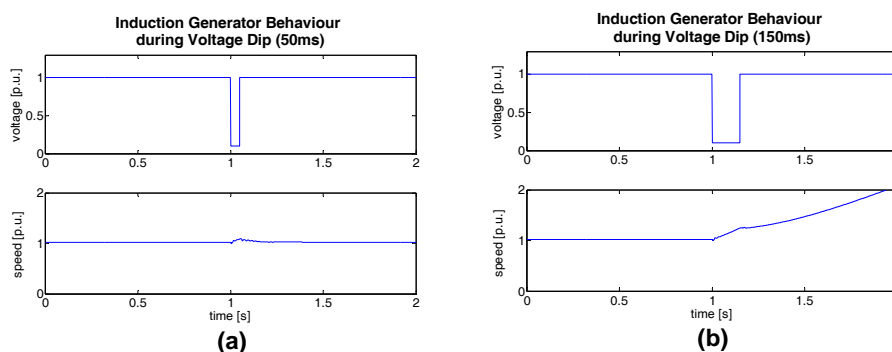 Induction Generator Behaviour
during Voltage Dip (50ms)
voltage [p.u.]
1
0.5
0
0 0.5 1 1.5 2
speed [p.u.]
2
1
0
0 0.5 1 1.5 2
time [s]
(a)
Induction Generator Behaviour
during Voltage Dip (150ms)
voltage [p.u.]
1
0.5
0
0 0.5 1 1.5
speed [p.u.]
2
1
0
0 0.5 1 1.5
time [s]
(b)